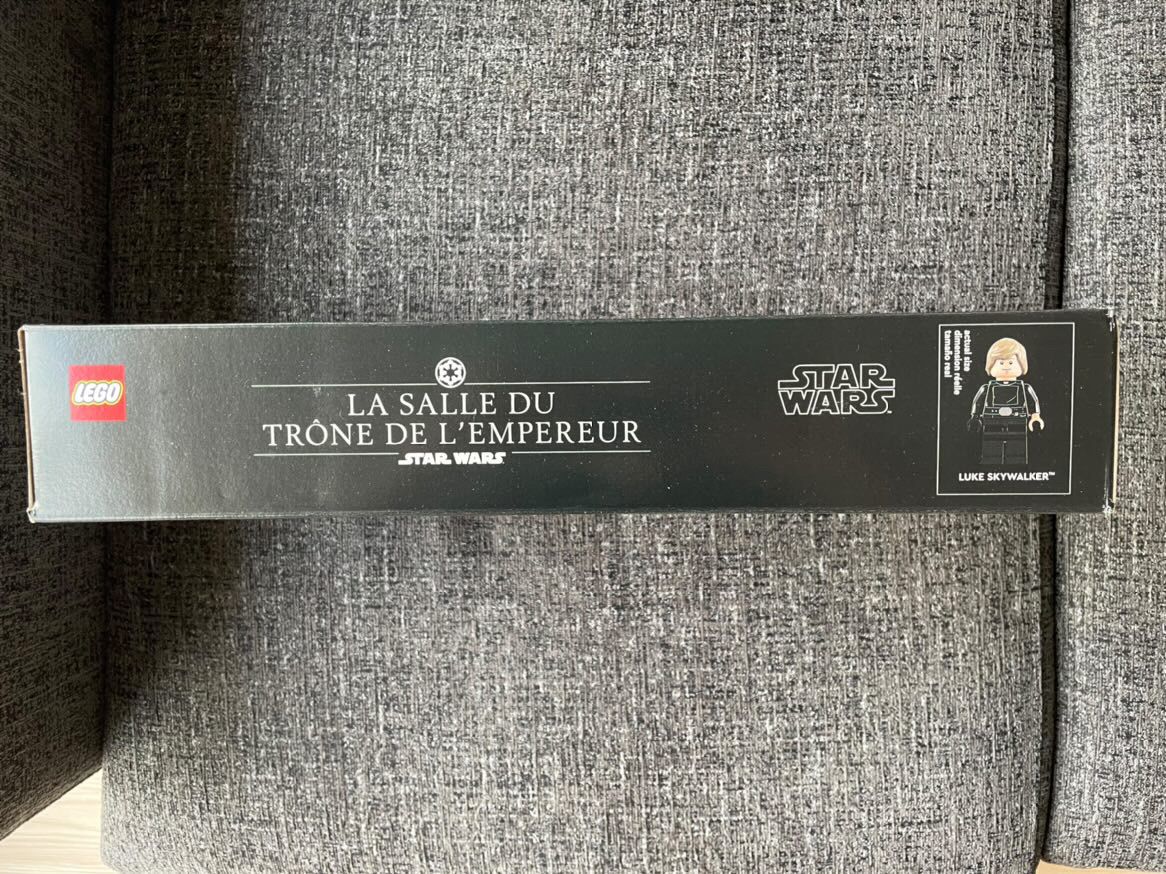 LEGO
LA SALLE DU
TRÔNE DE L'EMPEREUR
STAR WARS
STAR
WARS
actual size
dimension réelle
tamaño real
LUKE SKYWALKER™